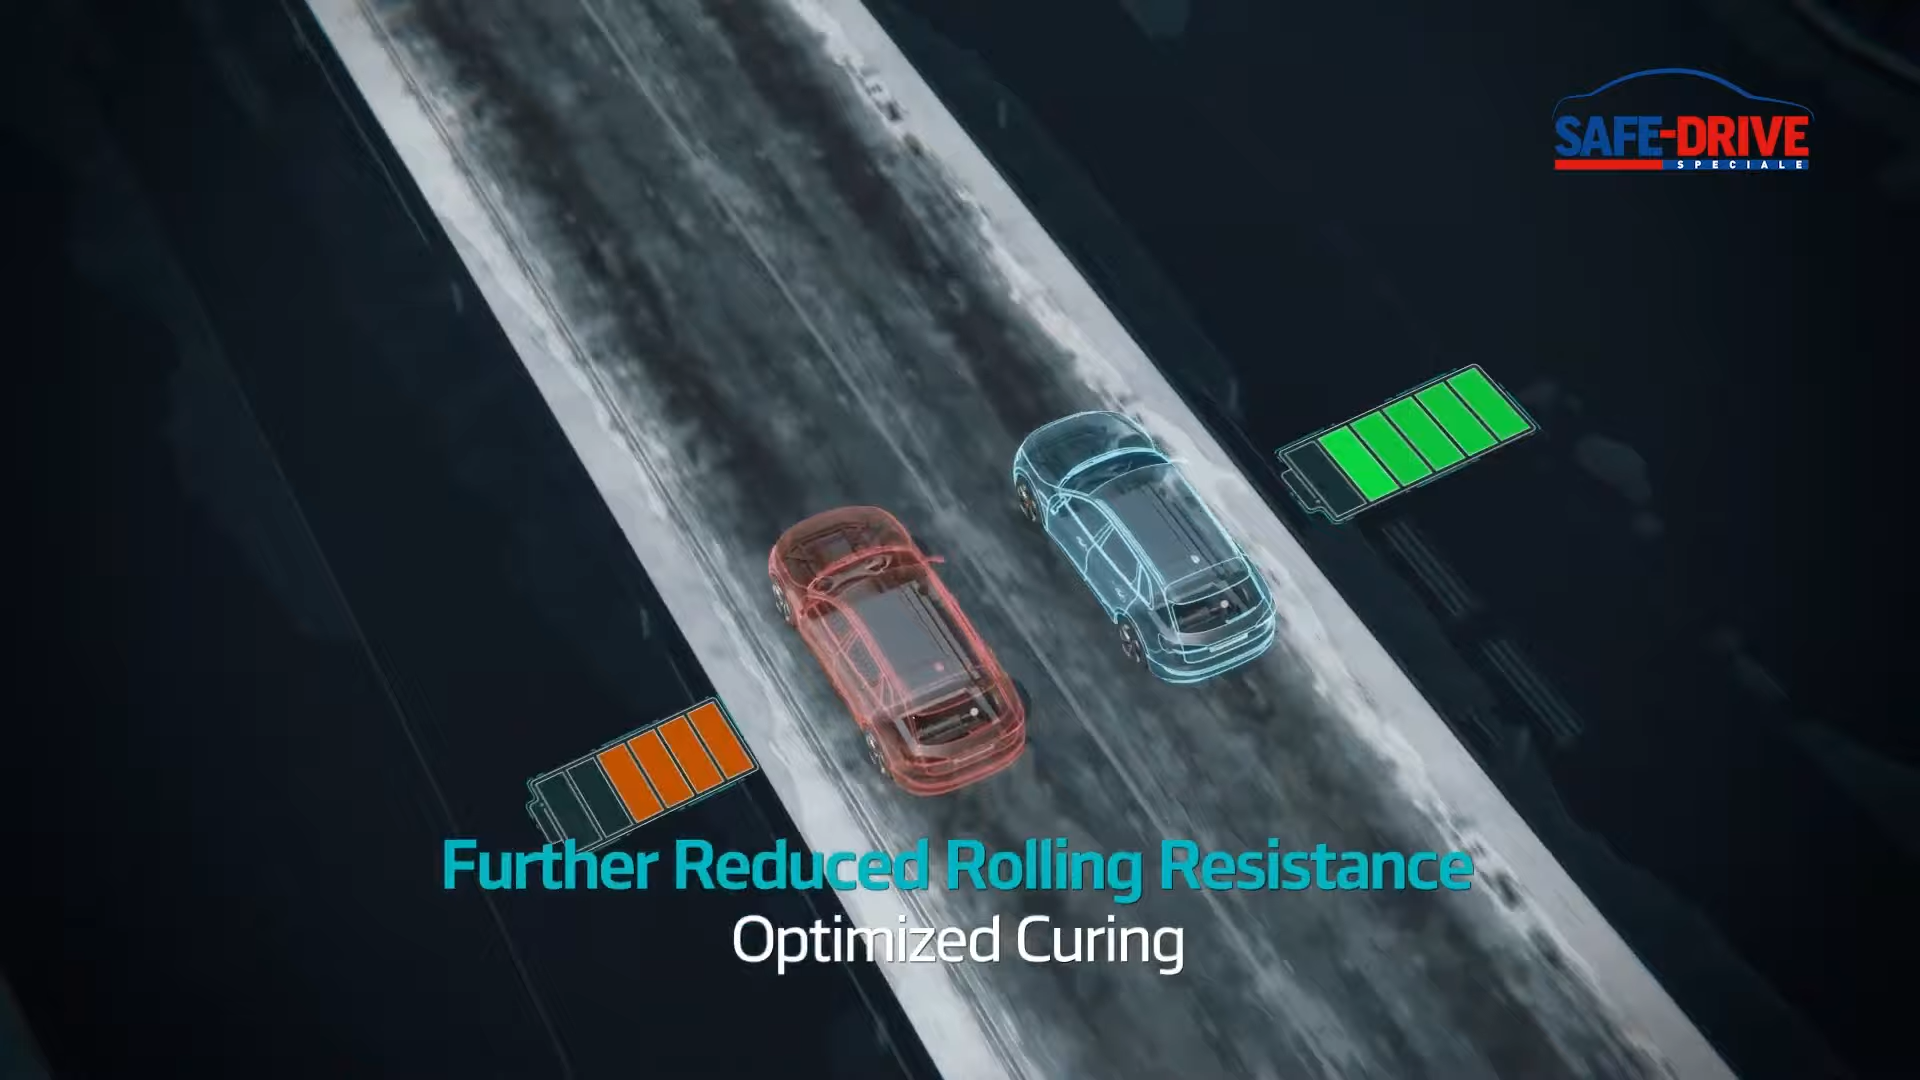 SAFE-DRIVE
SPECIALE
Further Reduced Rolling Resistance
Optimized Curing